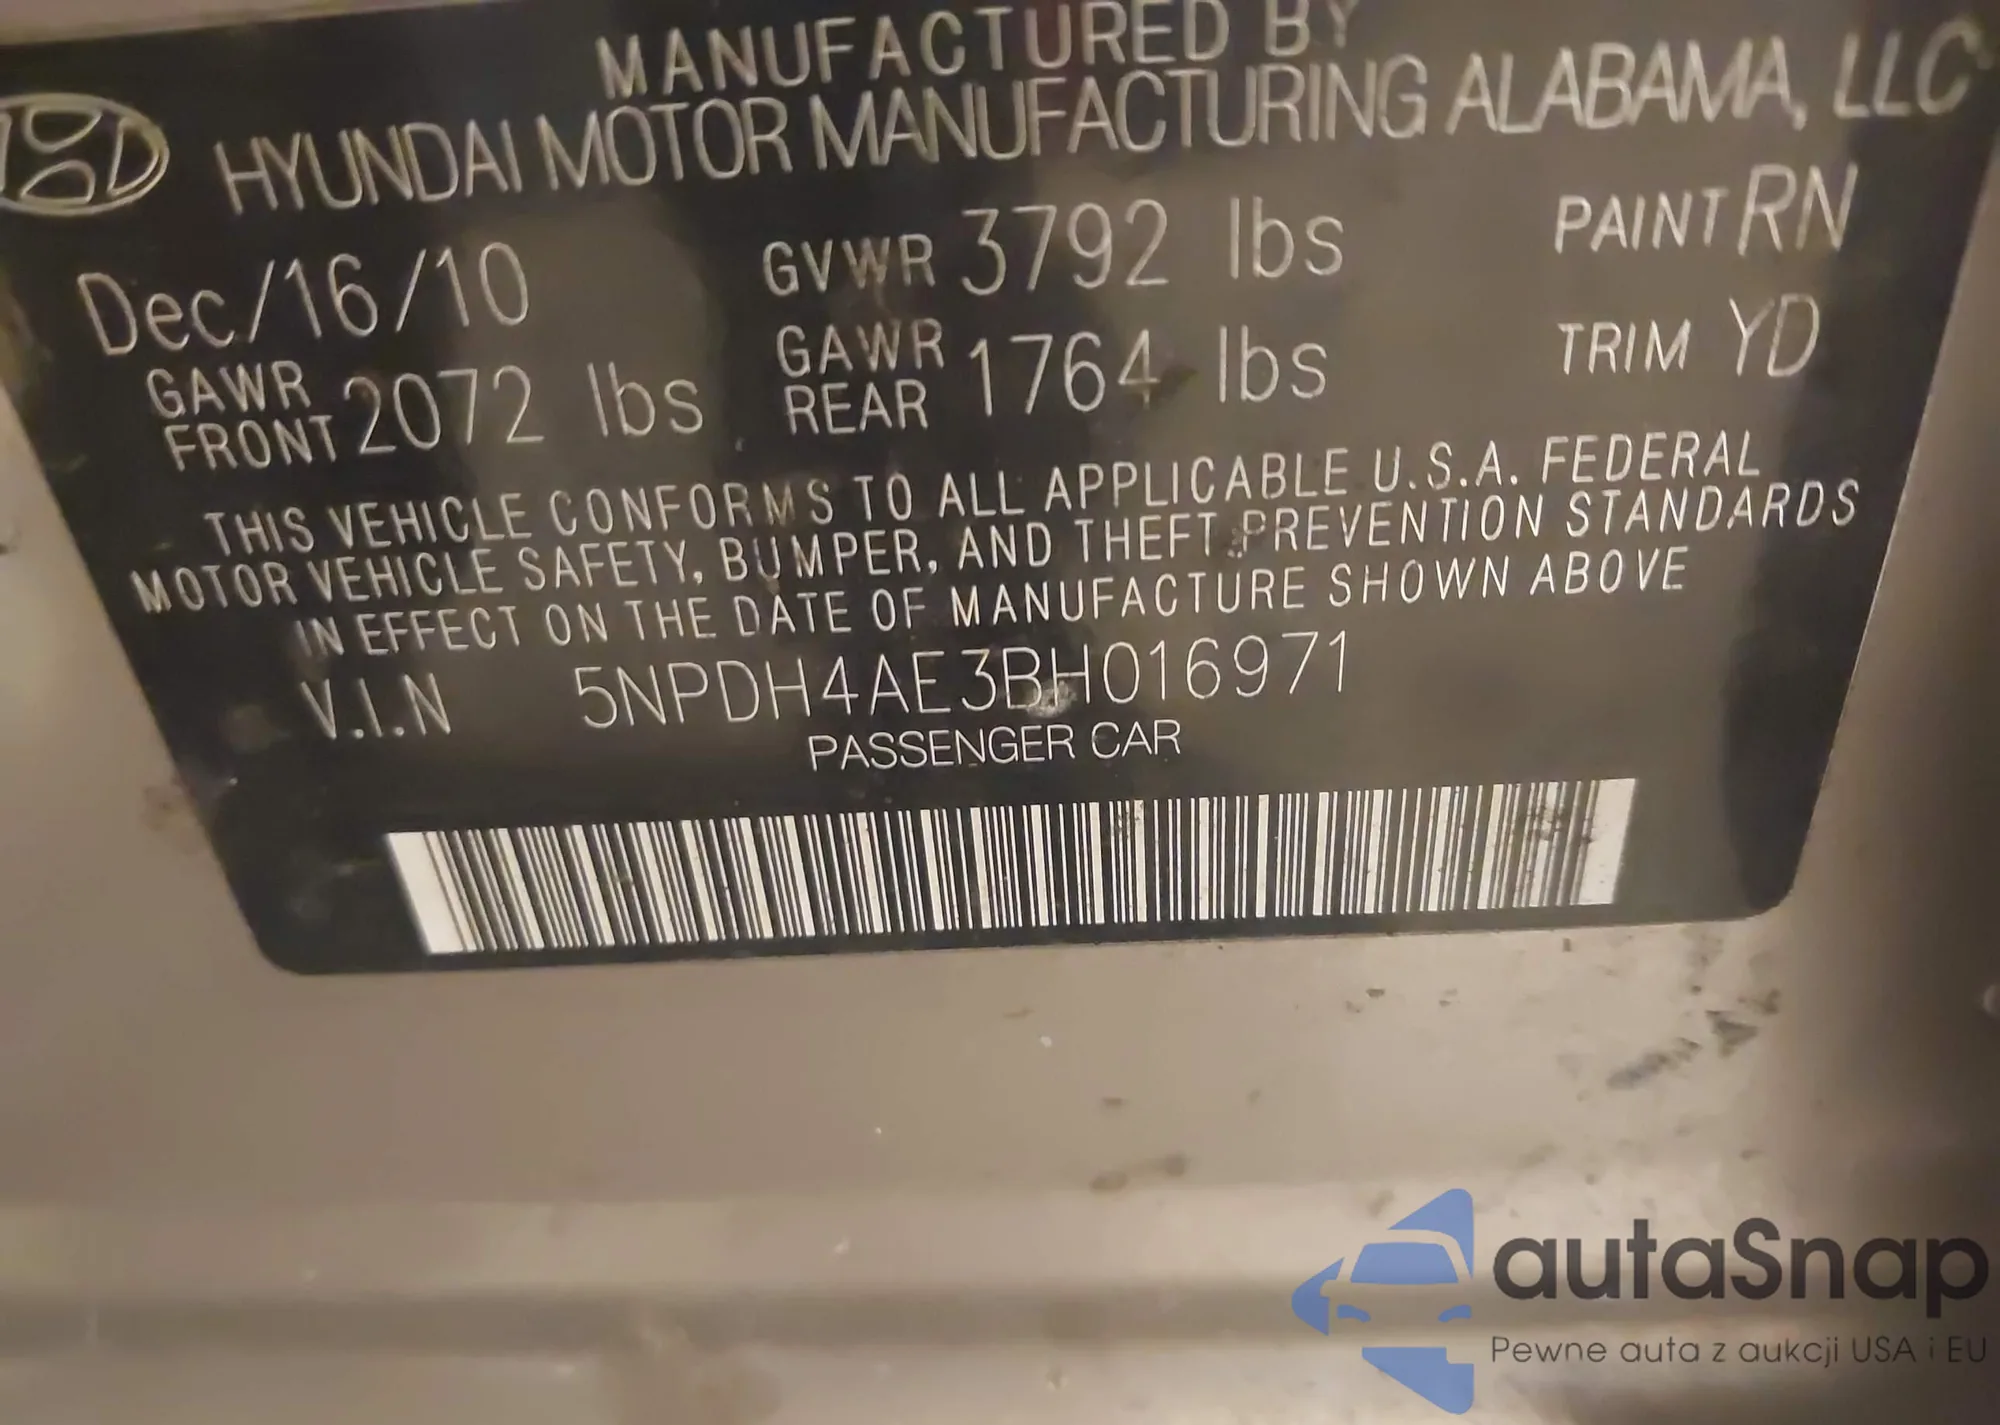 MANUFACTURED BY
HYUNDAI MOTOR MANUFACTURING ALABAMA, LLC
Dec/16/10 GVWR 3792 lbs PAINT RN
GAWR FRONT 2072 lbs GAWR REAR 1764 lbs TRIM YD
THIS VEHICLE CONFORMS TO ALL APPLICABLE U.S.A. FEDERAL
MOTOR VEHICLE SAFETY, BUMPER, AND THEFT PREVENTION STANDARDS
IN EFFECT ON THE DATE OF MANUFACTURE SHOWN ABOVE
V.I.N 5NPDH4AE3BH016971
PASSENGER CAR
autaSnap
Pewne auta z aukcji USA i EU